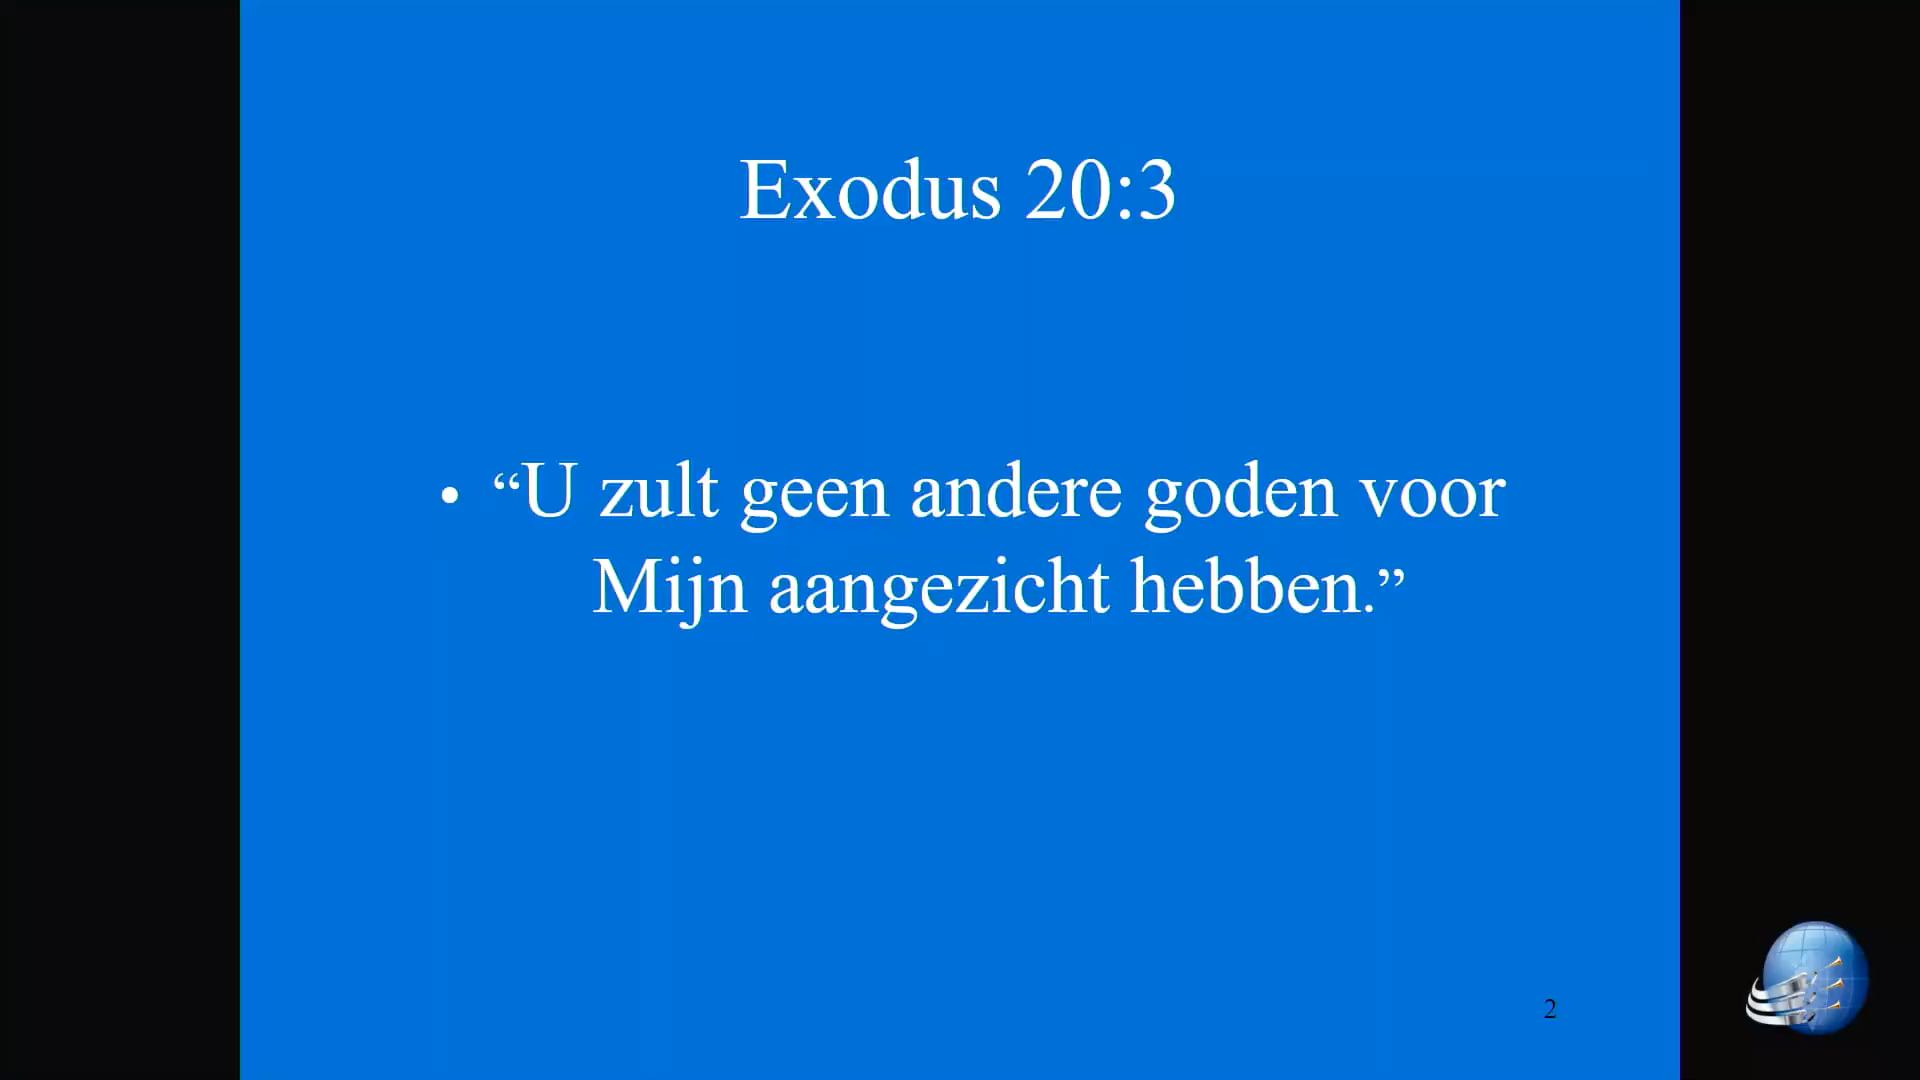 Exodus 20:3
• “U zult geen andere goden voor
Mijn aangezicht hebben.”
2